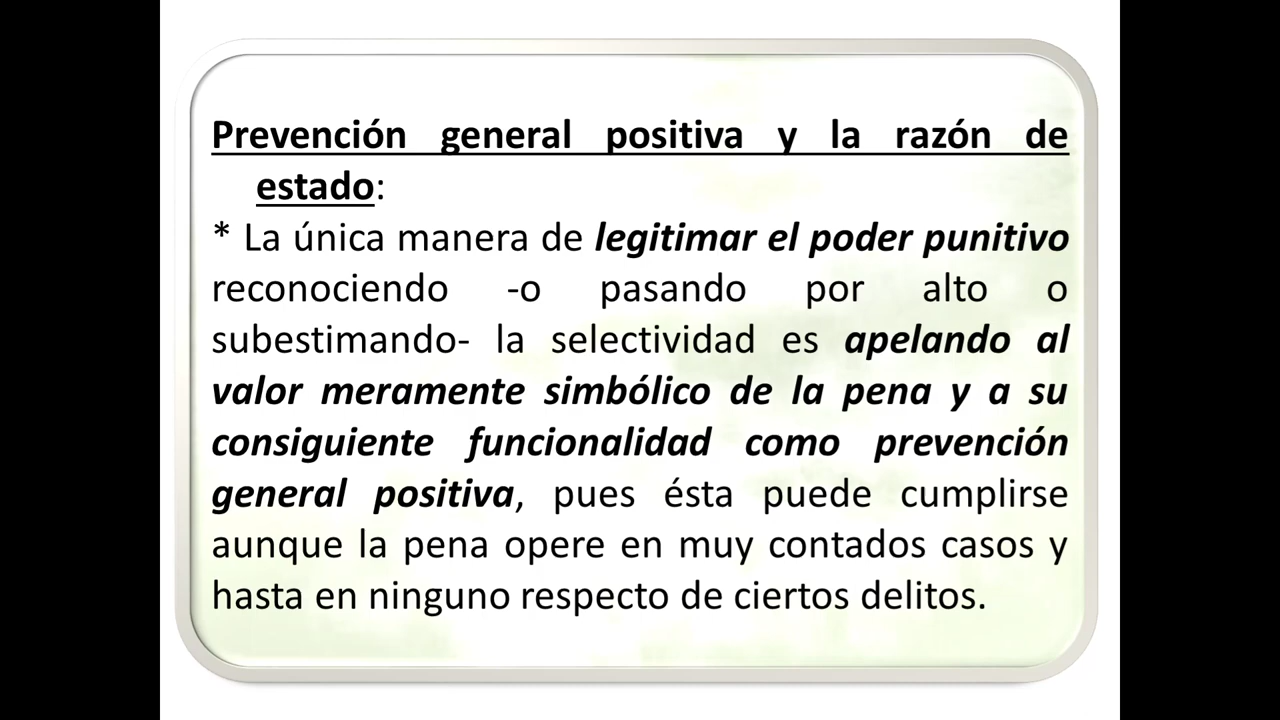 Prevención general positiva y la razón de
estado:
* La única manera de legitimar el poder punitivo
reconociendo -o pasando por alto o
subestimando- la selectividad es apelando al
valor meramente simbólico de la pena y a su
consiguiente funcionalidad como prevención
general positiva, pues ésta puede cumplirse
aunque la pena opere en muy contados casos y
hasta en ninguno respecto de ciertos delitos.